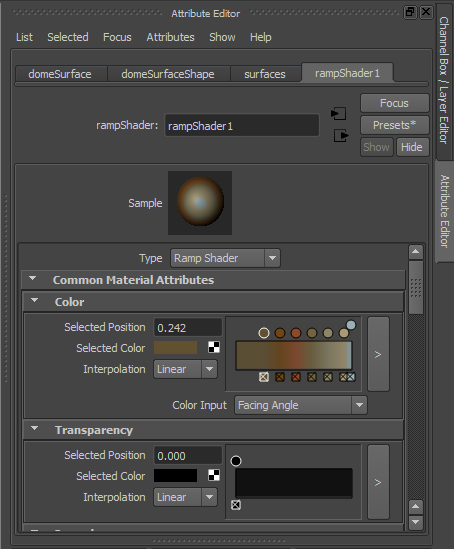 Attribute Editor
List Selected Focus Attributes Show Help
domeSurface domeSurfaceShape surfaces rampShader1
Focus
rampShader: rampShader1
Presets*
Show Hide
Sample
Type Ramp Shader
Common Material Attributes
Color
Selected Position 0.242
Selected Color
Interpolation Linear
>
Color Input Facing Angle
Transparency
Selected Position 0.000
Selected Color
Interpolation Linear
>
Channel Box / Layer Editor
Attribute Editor